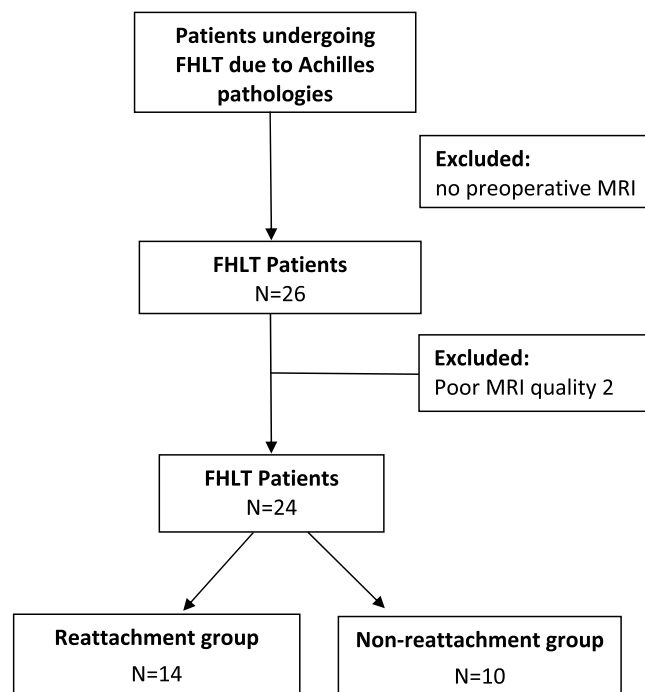 Patients undergoing
FHLT due to Achilles
pathologies
Excluded:
no preoperative MRI
FHLT Patients
N=26
Excluded:
Poor MRI quality 2
FHLT Patients
N=24
Reattachment group
N=14
Non-reattachment group
N=10